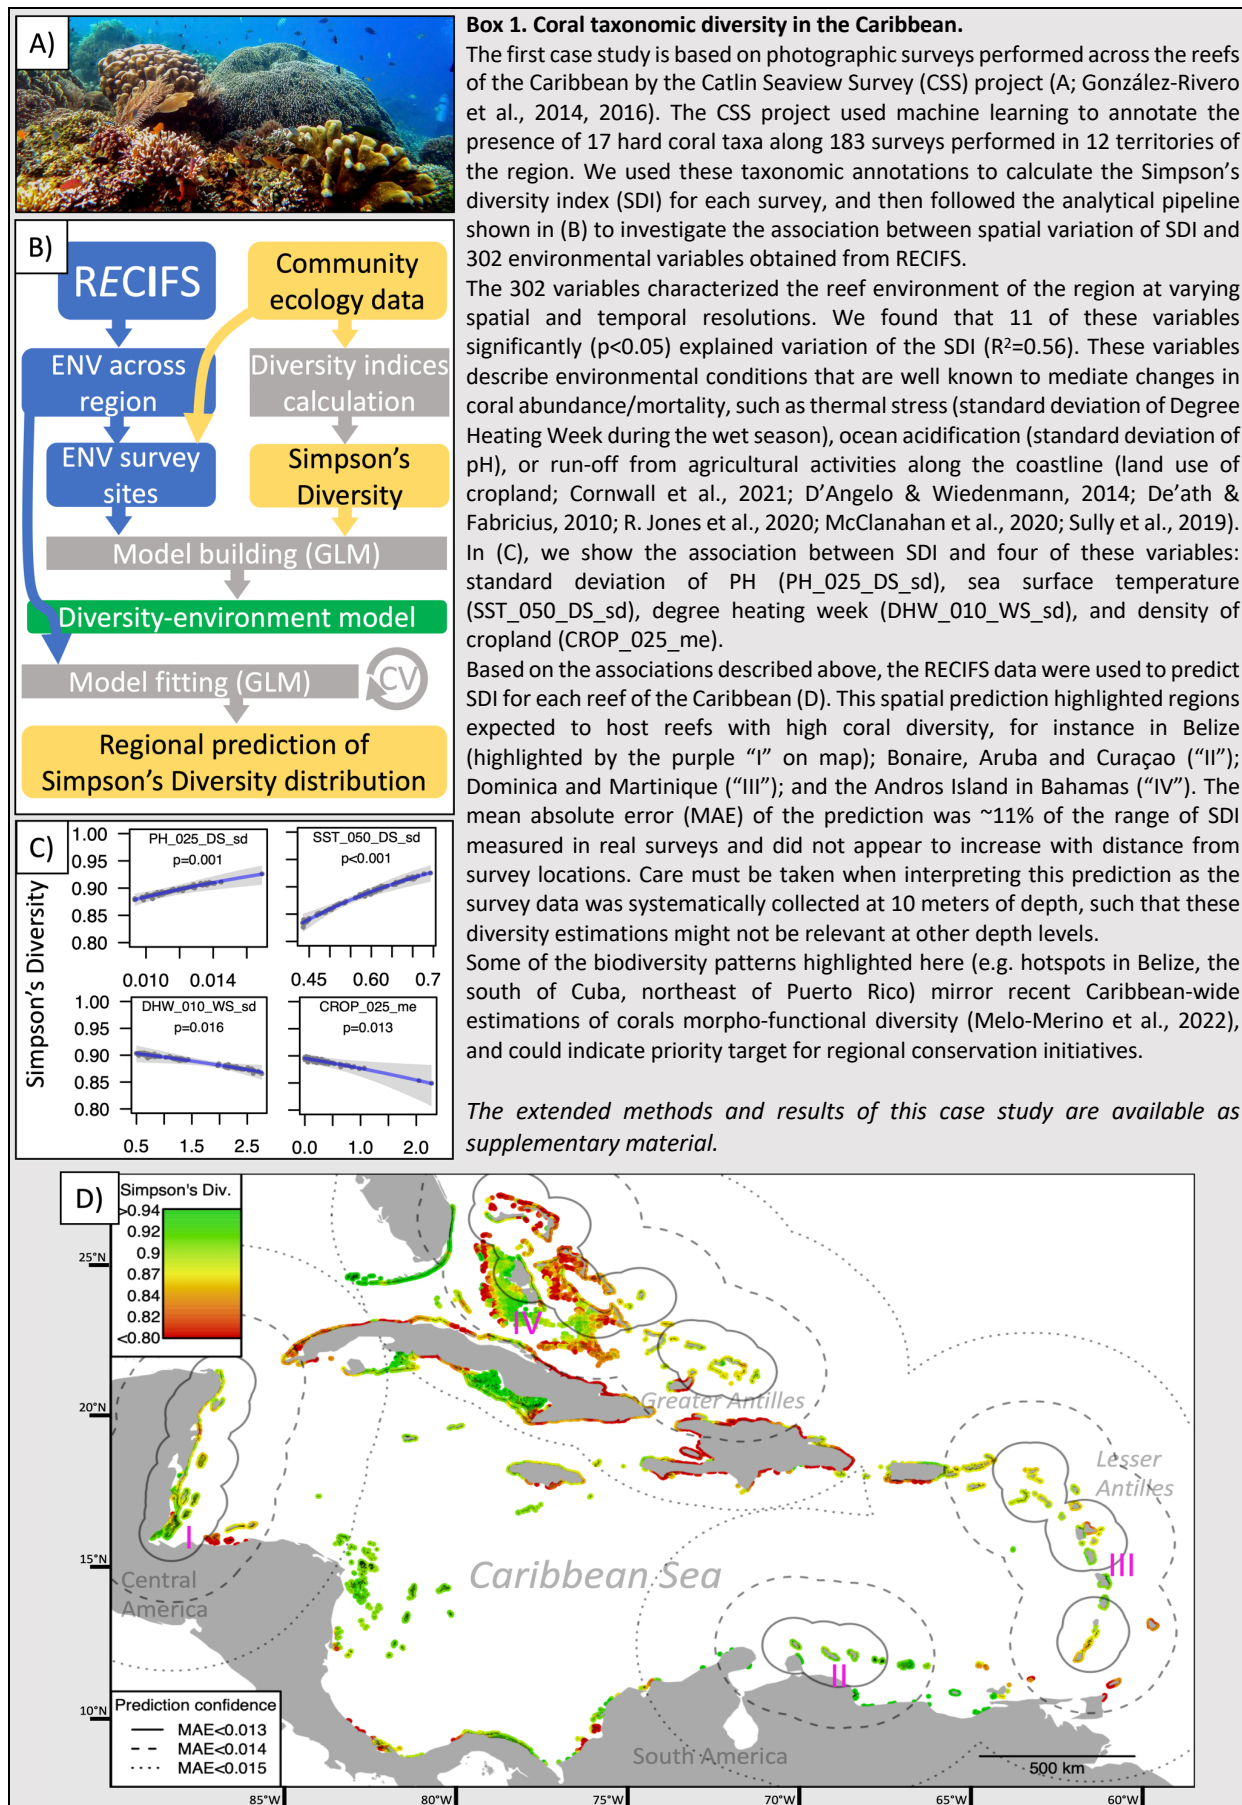 A)
Box 1. Coral taxonomic diversity in the Caribbean.
The first case study is based on photographic surveys performed across the reefs
of the Caribbean by the Catlin Seaview Survey (CSS) project (A; González-Rivero
et al., 2014, 2016). The CSS project used machine learning to annotate the
presence of 17 hard coral taxa along 183 surveys performed in 12 territories of
the region. We used these taxonomic annotations to calculate the Simpson's
diversity index (SDI) for each survey, and then followed the analytical pipeline
shown in (B) to investigate the association between spatial variation of SDI and
302 environmental variables obtained from RECIFS.
The 302 variables characterized the reef environment of the region at varying
spatial and temporal resolutions. We found that 11 of these variables
significantly (p<0.05) explained variation of the SDI (R²=0.56). These variables
describe environmental conditions that are well known to mediate changes in
coral abundance/mortality, such as thermal stress (standard deviation of Degree
Heating Week during the wet season), ocean acidification (standard deviation of
pH), or run-off from agricultural activities along the coastline (land use of
cropland; Cornwall et al., 2021; D'Angelo & Wiedenmann, 2014; De'ath &
Fabricius, 2010; R. Jones et al., 2020; McClanahan et al., 2020; Sully et al., 2019).
In (C), we show the association between SDI and four of these variables:
standard deviation of PH (PH_025_DS_sd), sea surface temperature
(SST_050_DS_sd), degree heating week (DHW_010_WS_sd), and density of
cropland (CROP_025_me).
Based on the associations described above, the RECIFS data were used to predict
SDI for each reef of the Caribbean (D). This spatial prediction highlighted regions
expected to host reefs with high coral diversity, for instance in Belize
(highlighted by the purple "I" on map); Bonaire, Aruba and Curaçao ("II");
Dominica and Martinique ("III"); and the Andros Island in Bahamas ("IV"). The
mean absolute error (MAE) of the prediction was ~11% of the range of SDI
measured in real surveys and did not appear to increase with distance from
survey locations. Care must be taken when interpreting this prediction as the
survey data was systematically collected at 10 meters of depth, such that these
diversity estimations might not be relevant at other depth levels.
Some of the biodiversity patterns highlighted here (e.g. hotspots in Belize, the
south of Cuba, northeast of Puerto Rico) mirror recent Caribbean-wide
estimations of corals morpho-functional diversity (Melo-Merino et al., 2022),
and could indicate priority target for regional conservation initiatives.
The extended methods and results of this case study are available as
supplementary material.
B)
RECIFS
Community
ecology data
ENV across
region
Diversity indices
calculation
ENV survey
sites
Simpson's
Diversity
Model building (GLM)
Diversity-environment model
Model fitting (GLM)
CV
Regional prediction of
Simpson's Diversity distribution
C)
Simpson's Diversity
1.00
0.95
0.90
0.85
0.80
PH_025_DS_sd
p=0.001
0.010 0.014
SST_050_DS_sd
p<0.001
0.45 0.60 0.7
1.00
0.95
0.90
0.85
0.80
DHW_010_WS_sd
p=0.016
0.5 1.5 2.5
CROP_025_me
p=0.013
0.0 1.0 2.0
D)
Simpson's Div.
>0.94
0.92
0.9
0.87
0.84
0.82
<0.80
25°N
20°N
15°N
10°N
IV
Greater Antilles
Lesser
Antilles
I
III
Central
America
Caribbean Sea
II
South America
500 km
Prediction confidence
MAE<0.013
MAE<0.014
MAE<0.015
85°W 80°W 75°W 70°W 65°W 60°W